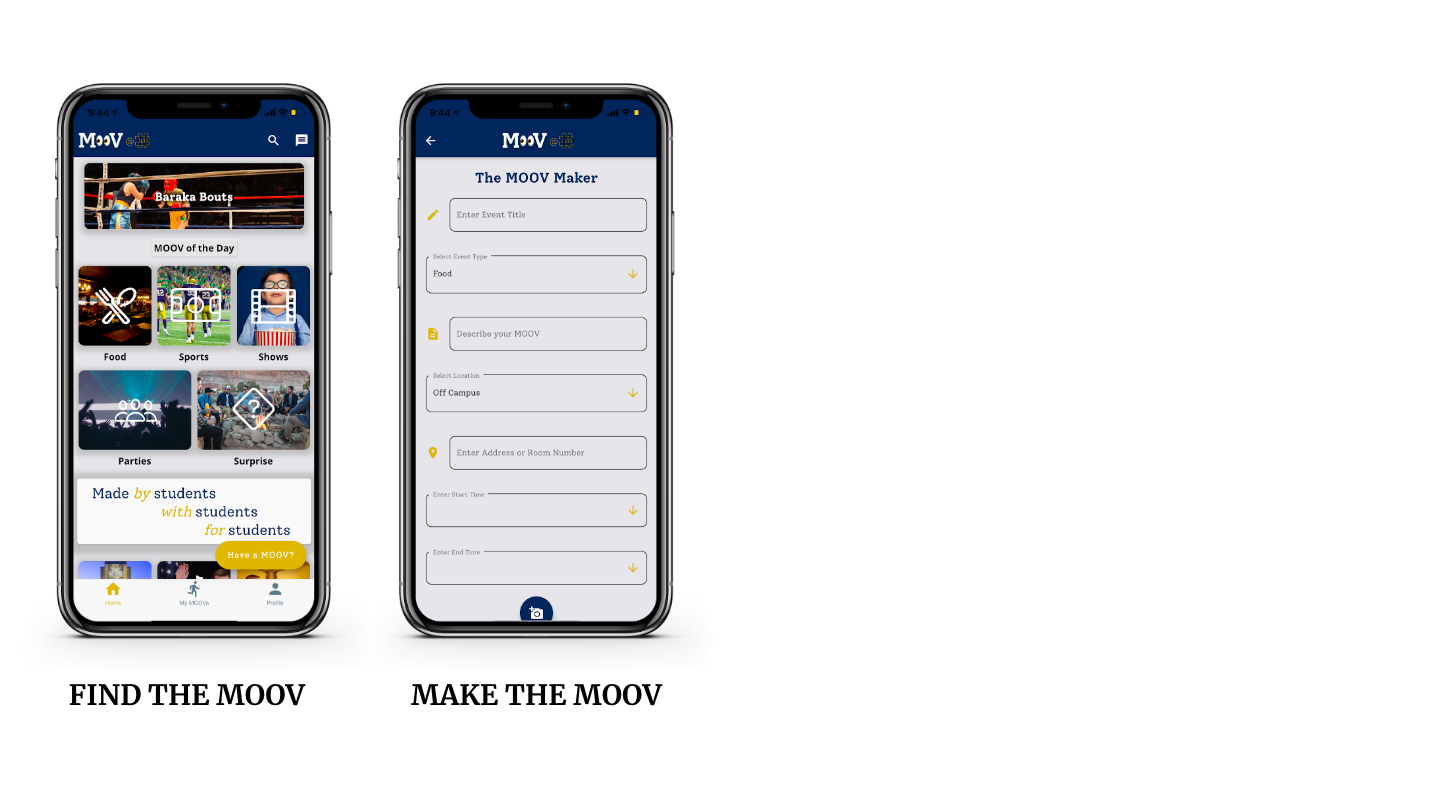 9:44
MOOV @ ND
Baraka Bouts
MOOV of the Day
Food
Sports
Shows
Parties
Surprise
Made by students
with students
for students
Have a MOOV?
Home
My MOOVs
Profile
FIND THE MOOV
9:44
MOOV @ ND
The MOOV Maker
Enter Event Title
Select Event Type
Food
Describe your MOOV
Select Location
Off Campus
Enter Address or Room Number
Enter Start Time
Enter End Time
MAKE THE MOOV